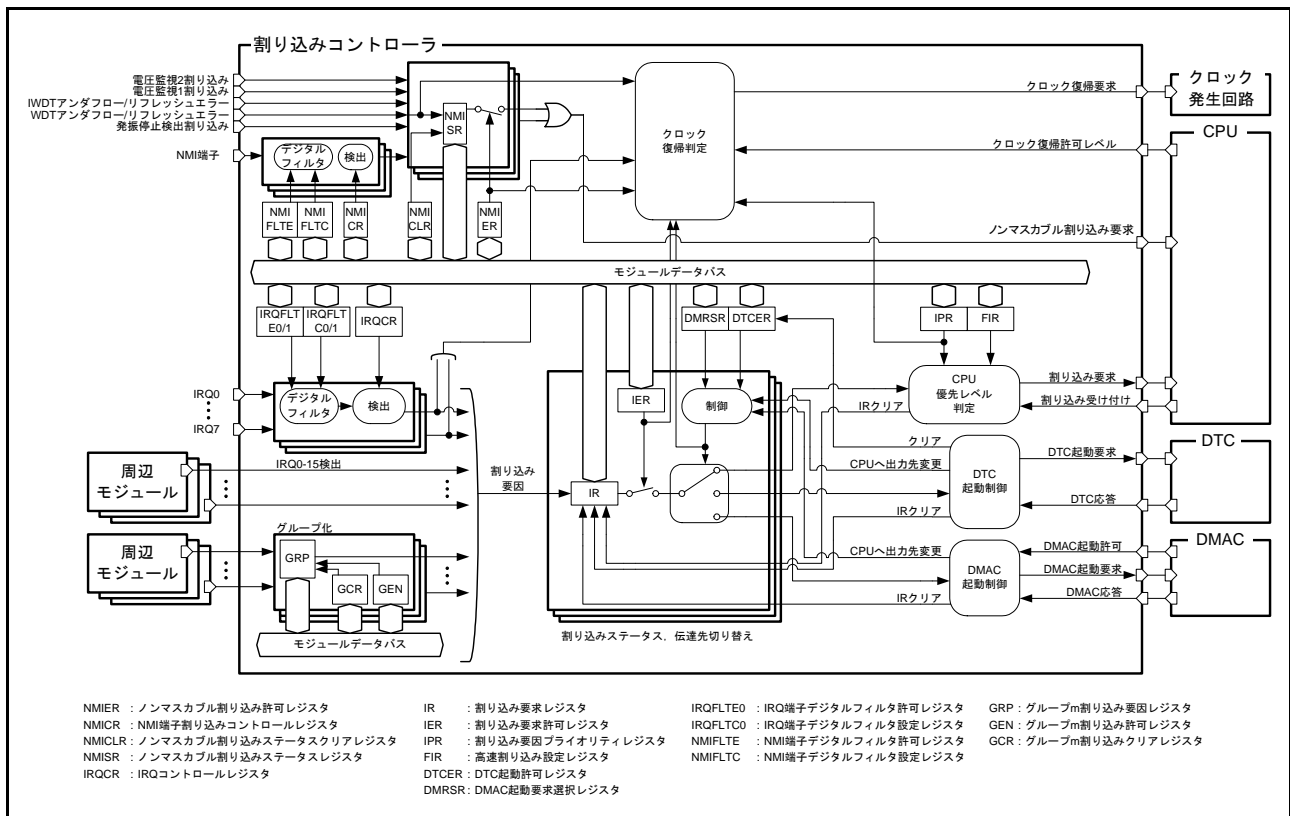 割り込みコントローラ
電圧監視2割り込み
電圧監視1割り込み
IWDTアンダフロー/リフレッシュエラー
WDTアンダフロー/リフレッシュエラー
発振停止検出割り込み
NMI端子
デジタル
フィルタ
検出
NMI
SR
NMI
FLTE
NMI
FLTC
NMI
CR
NMI
CLR
NMI
ER
クロック
復帰判定
クロック復帰要求
クロック
発生回路
CPU
クロック復帰許可レベル
ノンマスカブル割り込み要求
モジュールデータバス
IRQFLT
E0/1
IRQFLT
C0/1
IRQCR
DMRSR
DTCER
IPR
FIR
IRQ0
IRQ7
デジタル
フィルタ
検出
IER
制御
CPU
優先レベル
判定
割り込み要求
割り込み受け付け
IRクリア
周辺
モジュール
IRQ0-15検出
割り込み
要因
IR
クリア
CPUへ出力先変更
IRクリア
DTC
起動制御
DTC起動要求
DTC応答
DTC
周辺
モジュール
グループ化
GRP
GCR
GEN
モジュールデータバス
CPUへ出力先変更
IRクリア
DMAC
起動制御
DMAC起動許可
DMAC起動要求
DMAC応答
DMAC
割り込みステータス，伝達先切り替え
NMIER : ノンマスカブル割り込み許可レジスタ
NMICR : NMI端子割り込みコントロールレジスタ
NMICLR : ノンマスカブル割り込みステータスクリアレジスタ
NMISR : ノンマスカブル割り込みステータスレジスタ
IRQCR : IRQコントロールレジスタ
IR : 割り込み要求レジスタ
IER : 割り込み要求許可レジスタ
IPR : 割り込み要因プライオリティレジスタ
FIR : 高速割り込み設定レジスタ
DTCER : DTC起動許可レジスタ
DMRSR : DMAC起動要求選択レジスタ
IRQFLTE0 : IRQ端子デジタルフィルタ許可レジスタ
IRQFLTC0 : IRQ端子デジタルフィルタ設定レジスタ
NMIFLTE : NMI端子デジタルフィルタ許可レジスタ
NMIFLTC : NMI端子デジタルフィルタ設定レジスタ
GRP : グループm割り込み要因レジスタ
GEN : グループm割り込み許可レジスタ
GCR : グループm割り込みクリアレジスタ